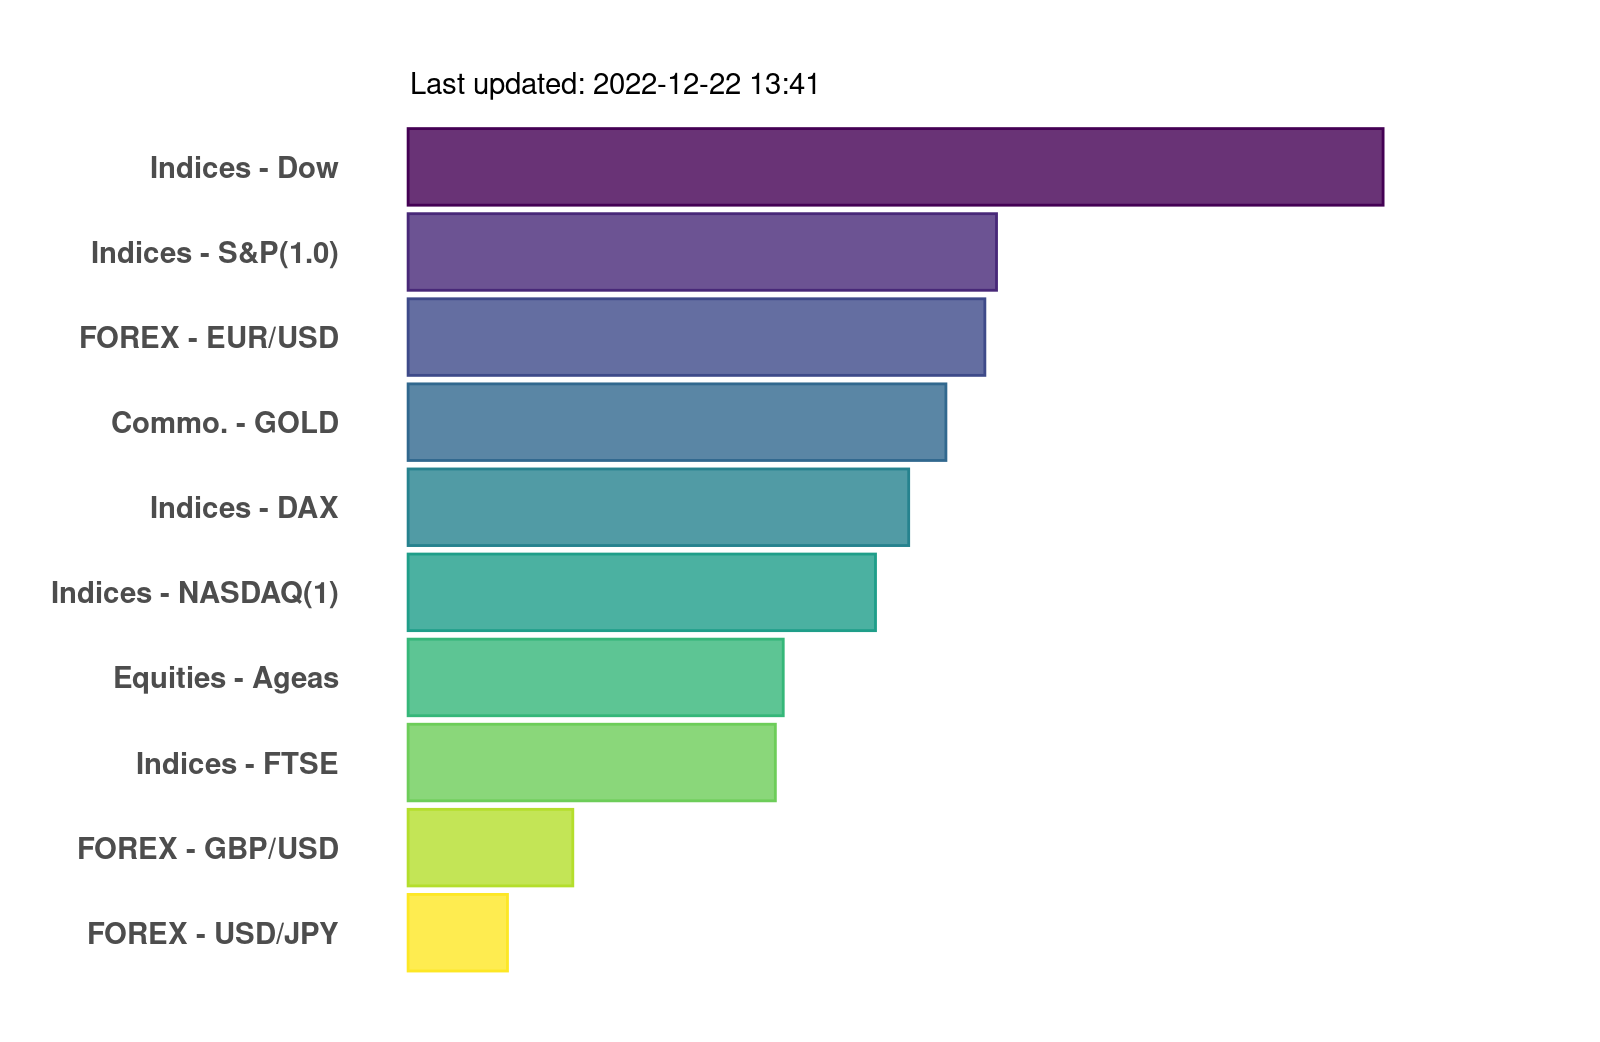 Last updated: 2022-12-22 13:41
Indices - Dow
Indices - S&P(1.0)
FOREX - EUR/USD
Commo. - GOLD
Indices - DAX
Indices - NASDAQ(1)
Equities - Ageas
Indices - FTSE
FOREX - GBP/USD
FOREX - USD/JPY